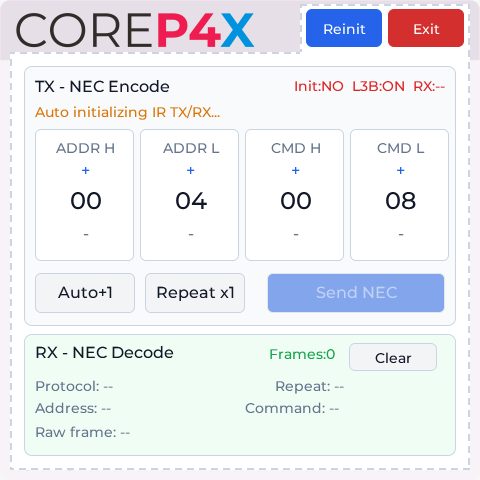 COREP4X
Reinit
Exit
TX - NEC Encode
Init:NO L3B:ON RX:--
Auto initializing IR TX/RX...
ADDR H
ADDR L
CMD H
CMD L
+ + + +
00 04 00 08
- - - -
Auto+1
Repeat x1
Send NEC
RX - NEC Decode
Frames:0
Clear
Protocol: --
Repeat: --
Address: --
Command: --
Raw frame: --